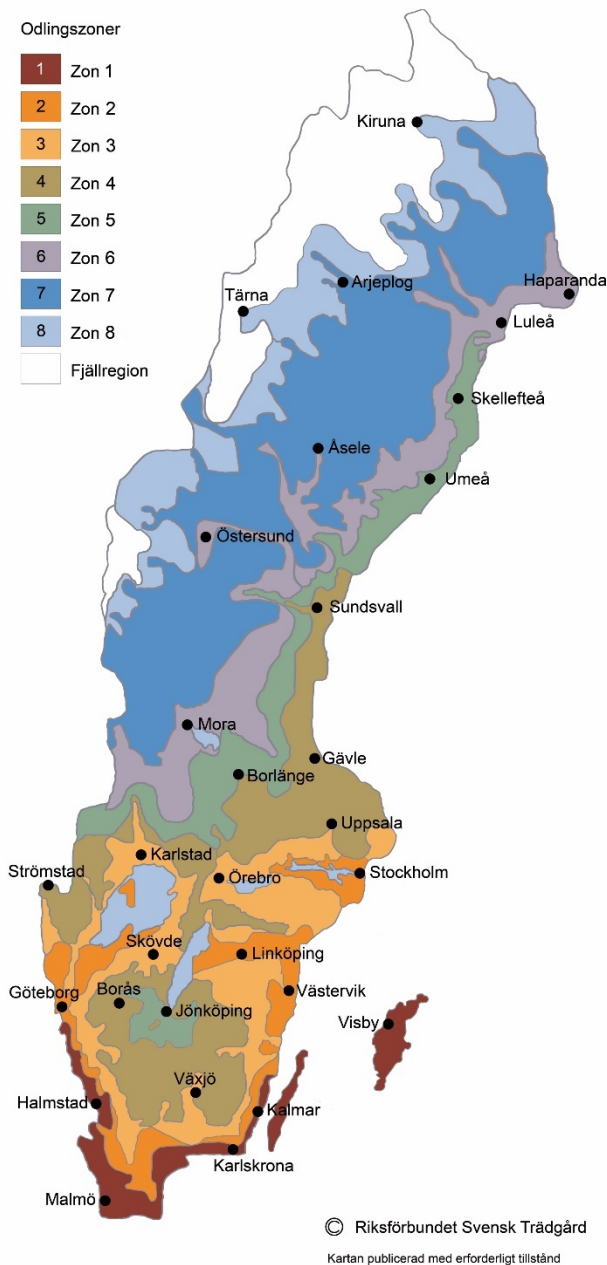 Odlingszoner
1 Zon 1
2 Zon 2
3 Zon 3
4 Zon 4
5 Zon 5
6 Zon 6
7 Zon 7
8 Zon 8
Fjällregion
Kiruna
Arjeplog
Haparanda
Tärna
Luleå
Skellefteå
Åsele
Umeå
Östersund
Sundsvall
Mora
Gävle
Borlänge
Uppsala
Karlstad
Strömstad
Örebro
Stockholm
Skövde
Linköping
Göteborg
Borås
Jönköping
Västervik
Visby
Växjö
Halmstad
Kalmar
Karlskrona
Malmö
© Riksförbundet Svensk Trädgård
Kartan publicerad med erforderligt tillstånd